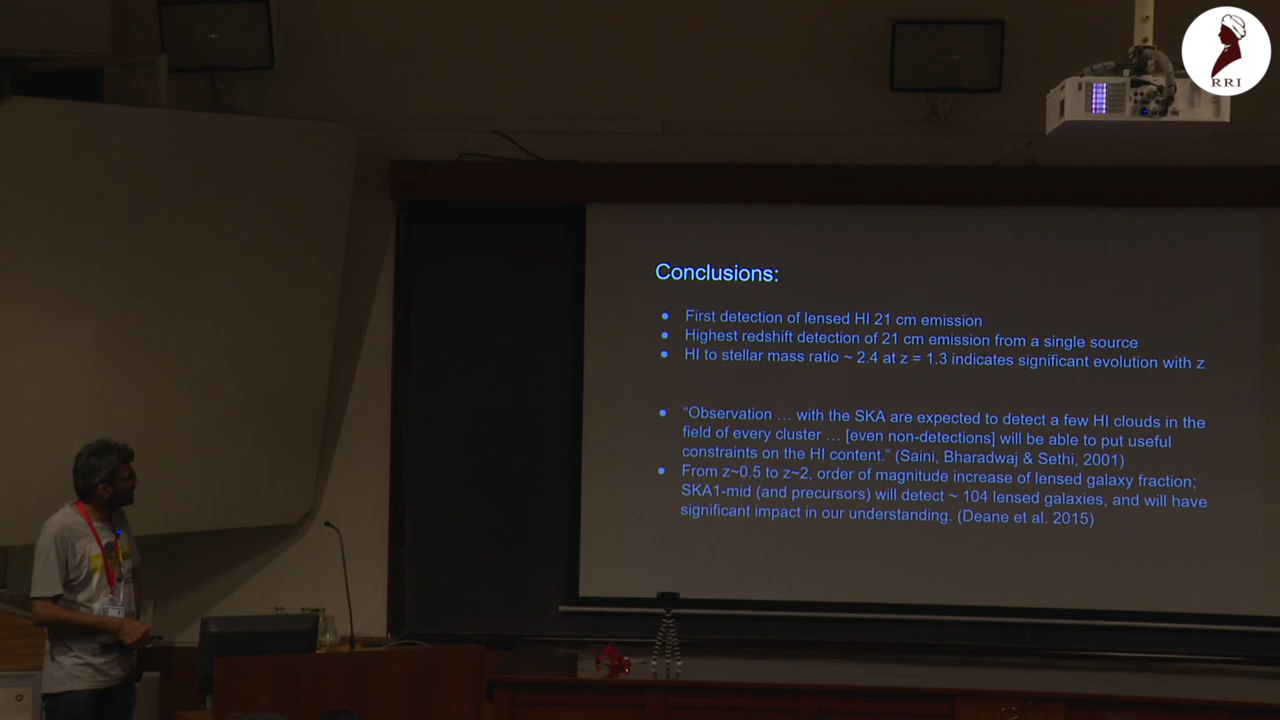 RRI
Conclusions:
● First detection of lensed HI 21 cm emission
● Highest redshift detection of 21 cm emission from a single source
● HI to stellar mass ratio ~ 2.4 at z = 1.3 indicates significant evolution with z
● “Observation … with the SKA are expected to detect a few HI clouds in the
field of every cluster … [even non-detections] will be able to put useful
constraints on the HI content.” (Saini, Bharadwaj & Sethi, 2001)
● From z~0.5 to z~2, order of magnitude increase of lensed galaxy fraction;
SKA1-mid (and precursors) will detect ~ 104 lensed galaxies, and will have
significant impact in our understanding. (Deane et al. 2015)